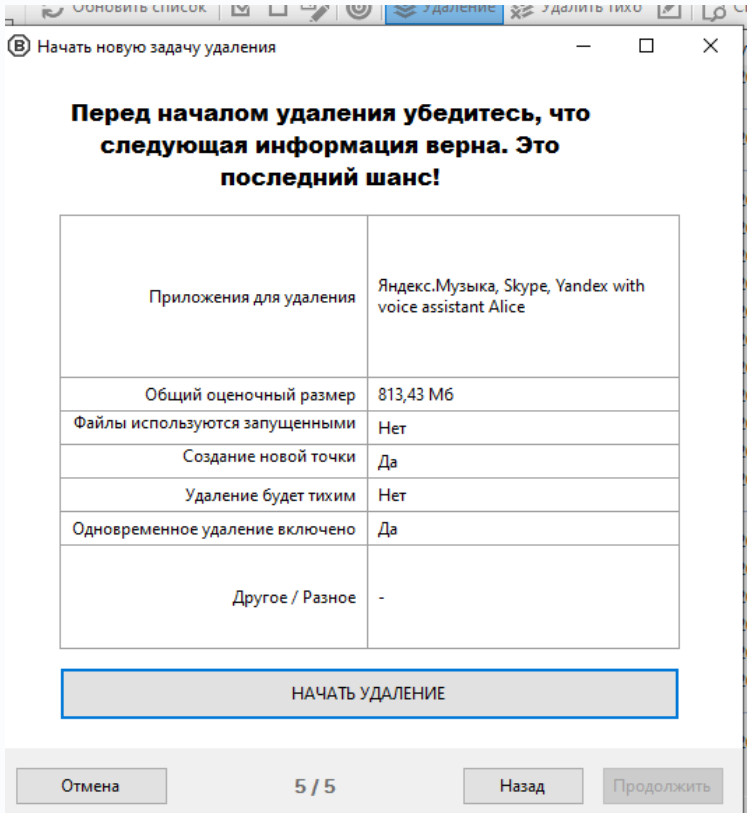 Обновить список
Удаление
Удалить тихо
B Начать новую задачу удаления
Перед началом удаления убедитесь, что
следующая информация верна. Это
последний шанс!
Приложения для удаления
Яндекс.Музыка, Skype, Yandex with
voice assistant Alice
Общий оценочный размер 813,43 Мб
Файлы используются запущенными Нет
Создание новой точки Да
Удаление будет тихим Нет
Одновременное удаление включено Да
Другое / Разное -
НАЧАТЬ УДАЛЕНИЕ
Отмена 5 / 5 Назад Продолжить